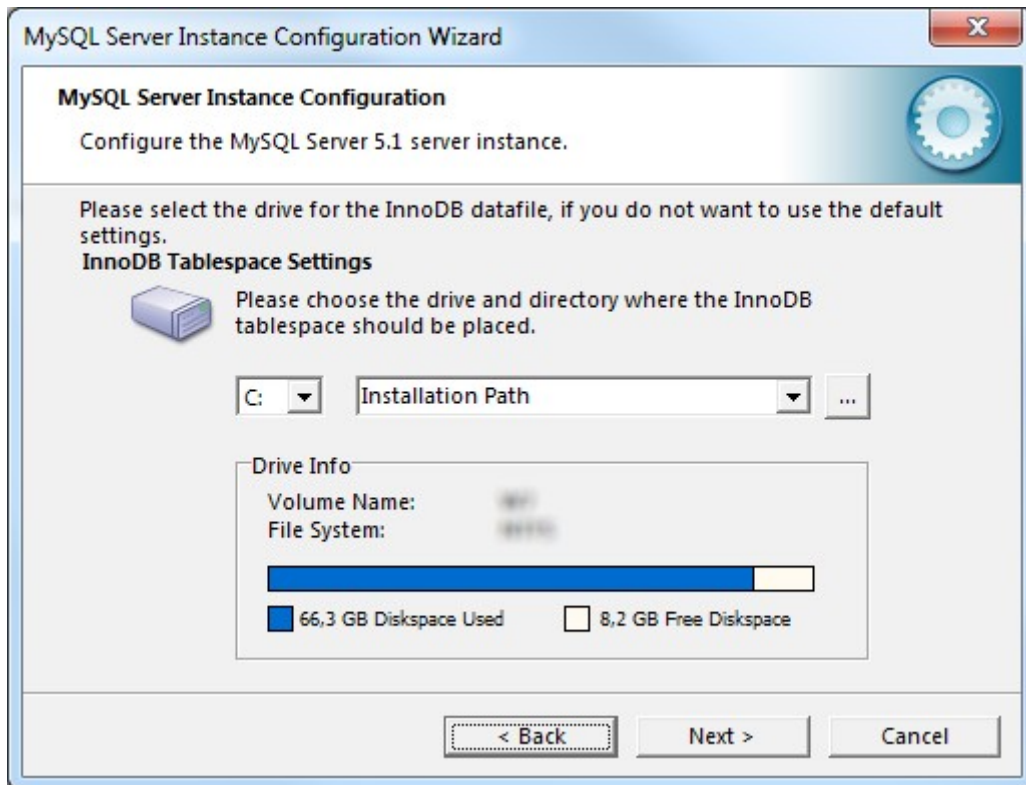 MySQL Server Instance Configuration Wizard
MySQL Server Instance Configuration
Configure the MySQL Server 5.1 server instance.
Please select the drive for the InnoDB datafile, if you do not want to use the default
settings.
InnoDB Tablespace Settings
Please choose the drive and directory where the InnoDB
tablespace should be placed.
C:
Installation Path
...
Drive Info
Volume Name:
File System:
66,3 GB Diskspace Used
8,2 GB Free Diskspace
< Back
Next >
Cancel